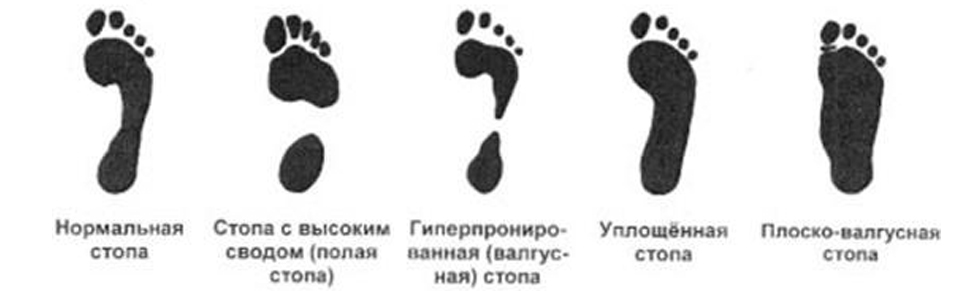 Нормальная
стопа
Стопа с высоким
сводом (полая
стопа)
Гиперпрониро-
ванная (валгус-
ная) стопа
Уплощённая
стопа
Плоско-валгусная
стопа